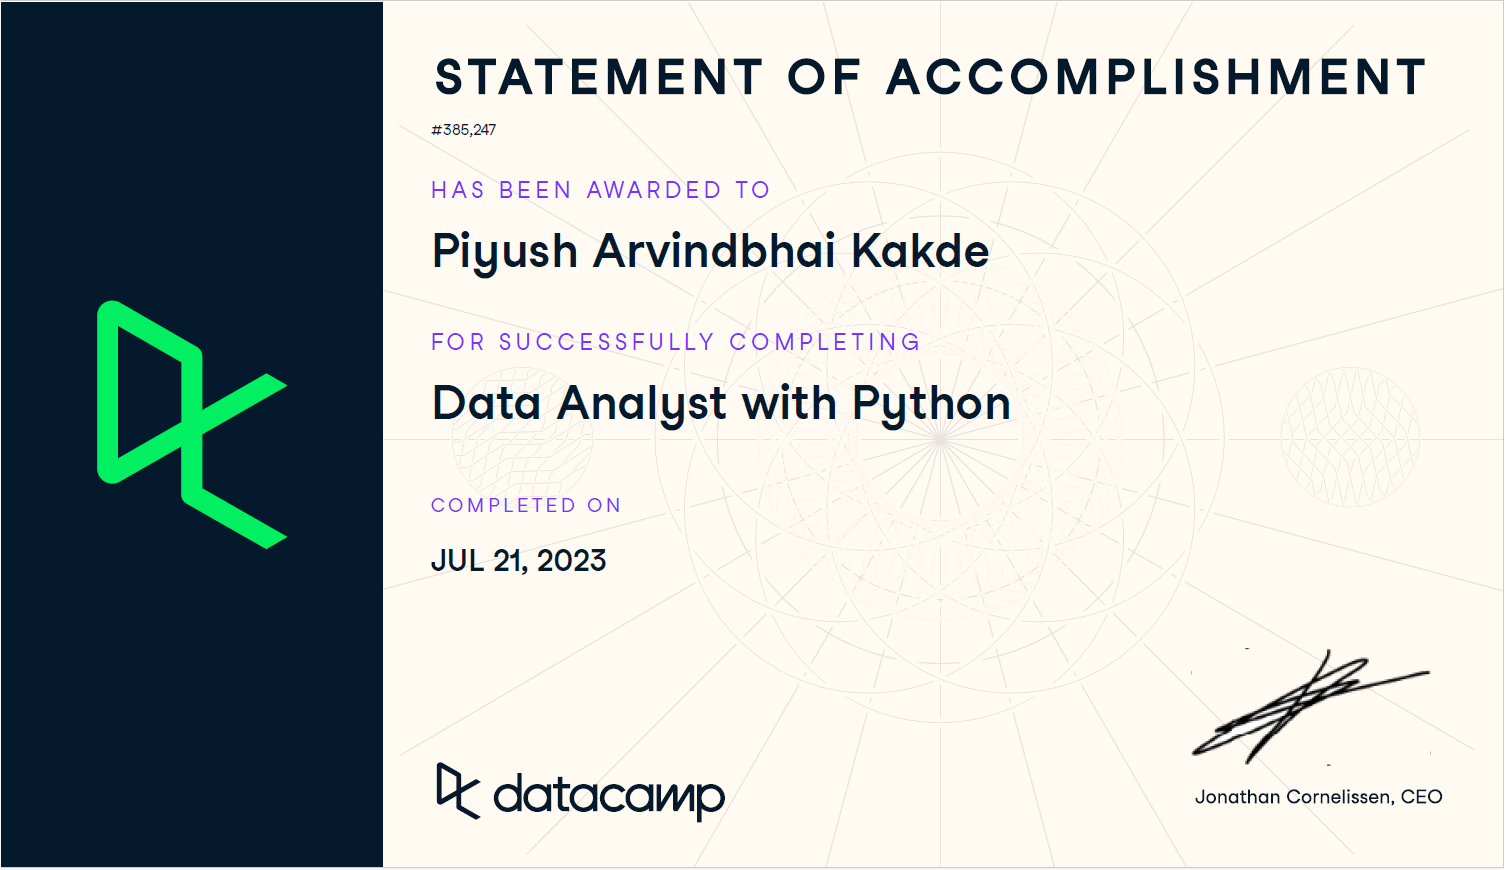 STATEMENT OF ACCOMPLISHMENT
#385,247
HAS BEEN AWARDED TO
Piyush Arvindbhai Kakde
FOR SUCCESSFULLY COMPLETING
Data Analyst with Python
COMPLETED ON
JUL 21, 2023
datacamp
Jonathan Cornelissen, CEO